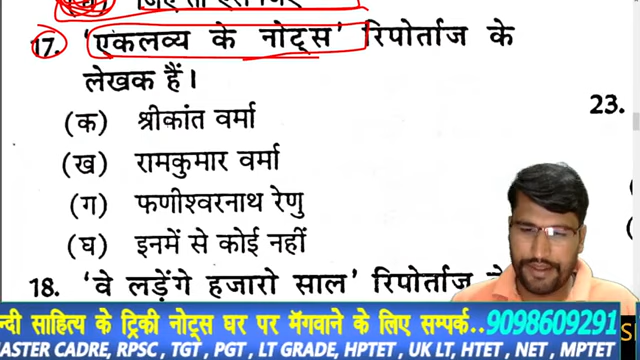 17. 'एकलव्य के नोट्स' रिपोर्ताज के
लेखक हैं।
(क) श्रीकांत वर्मा
(ख) रामकुमार वर्मा
(ग) फणीश्वरनाथ रेणु
(घ) इनमें से कोई नहीं
18. 'वे लड़ेंगे हजारो साल' रिपोर्ताज
23.
न्दी साहित्य के ट्रिकी नोट्स घर पर मॅगवाने के लिए सम्पर्क..9098609291
MASTER CADRE, RPSC , TGT , PGT , LT GRADE, HPTET , UK LT, HTET , NET , MPTET